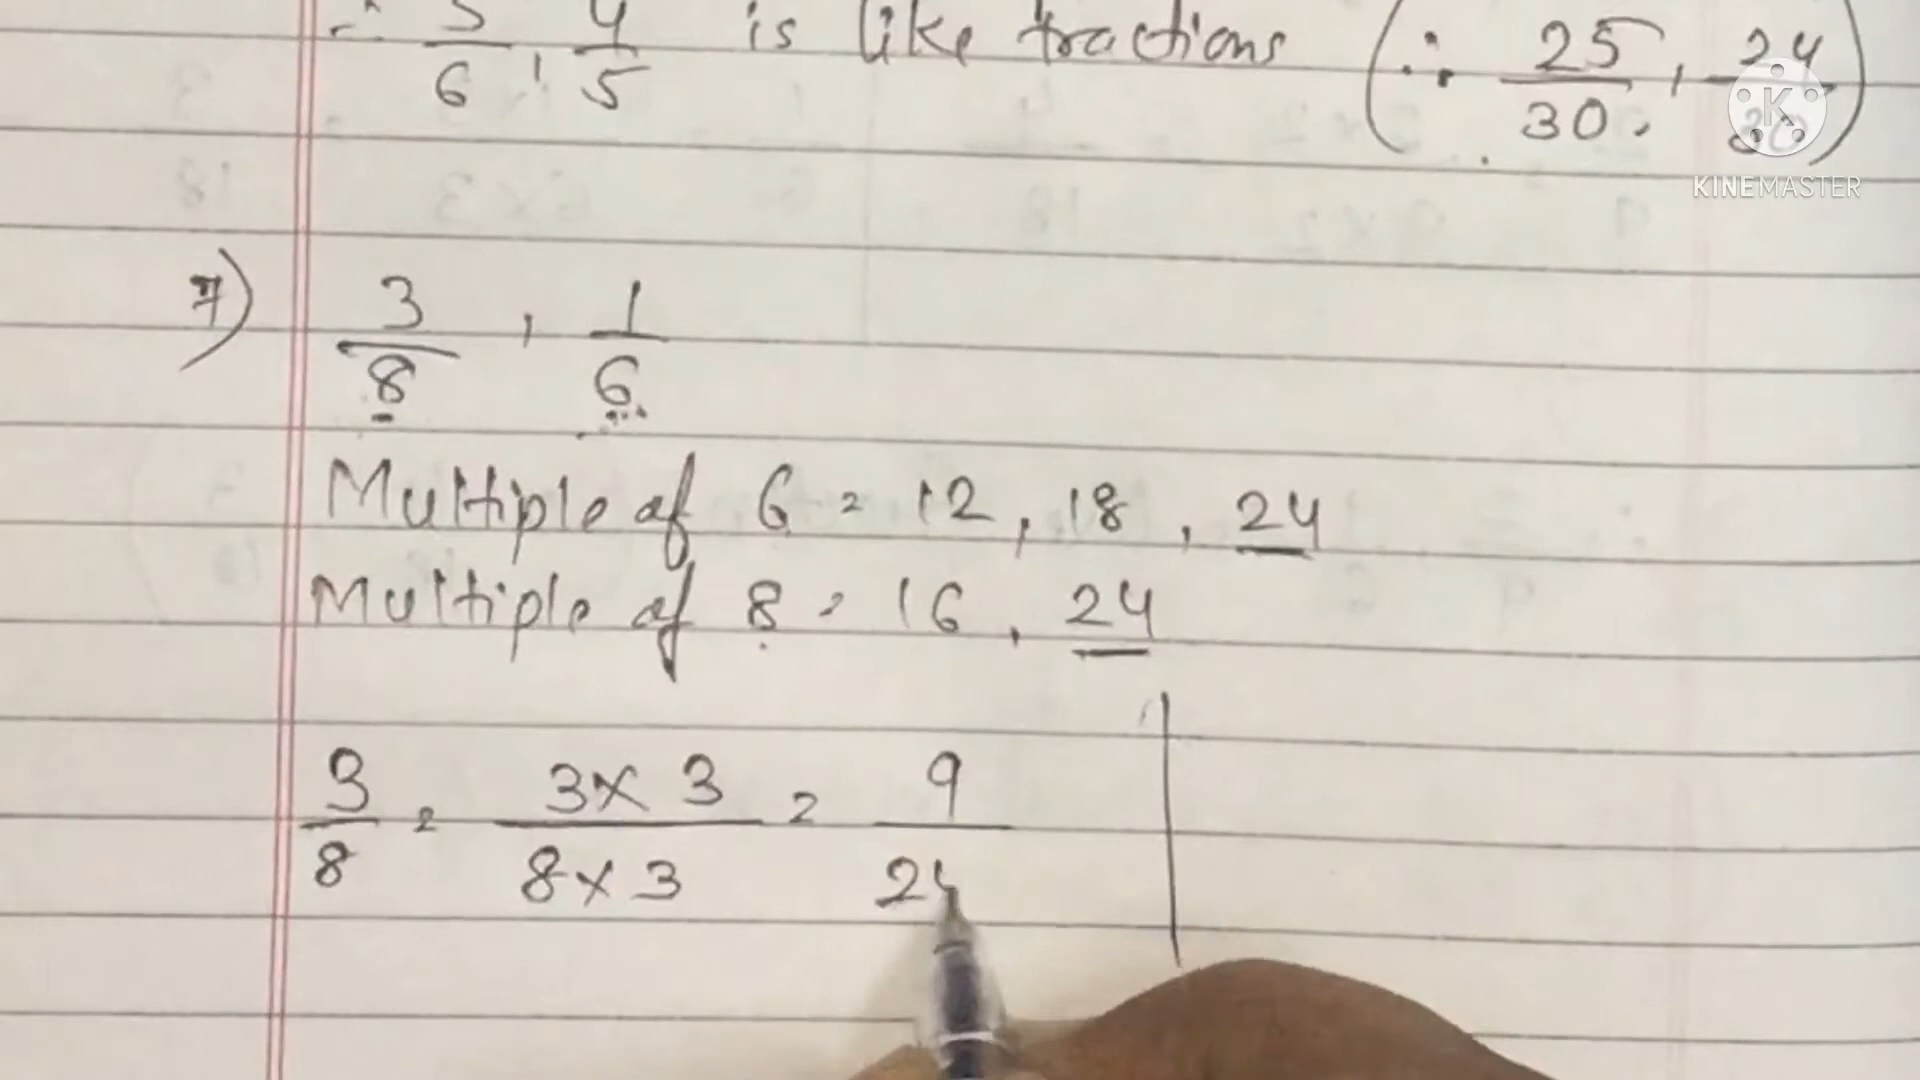 ∴ 5/6, 4/5 is like fractions (∴ 25/30, 24/30)
KINEMASTER
7) 3/8, 1/6
Multiple of 6 = 12, 18, 24
Multiple of 8 = 16, 24
3/8 = 3×3/8×3 = 9/24